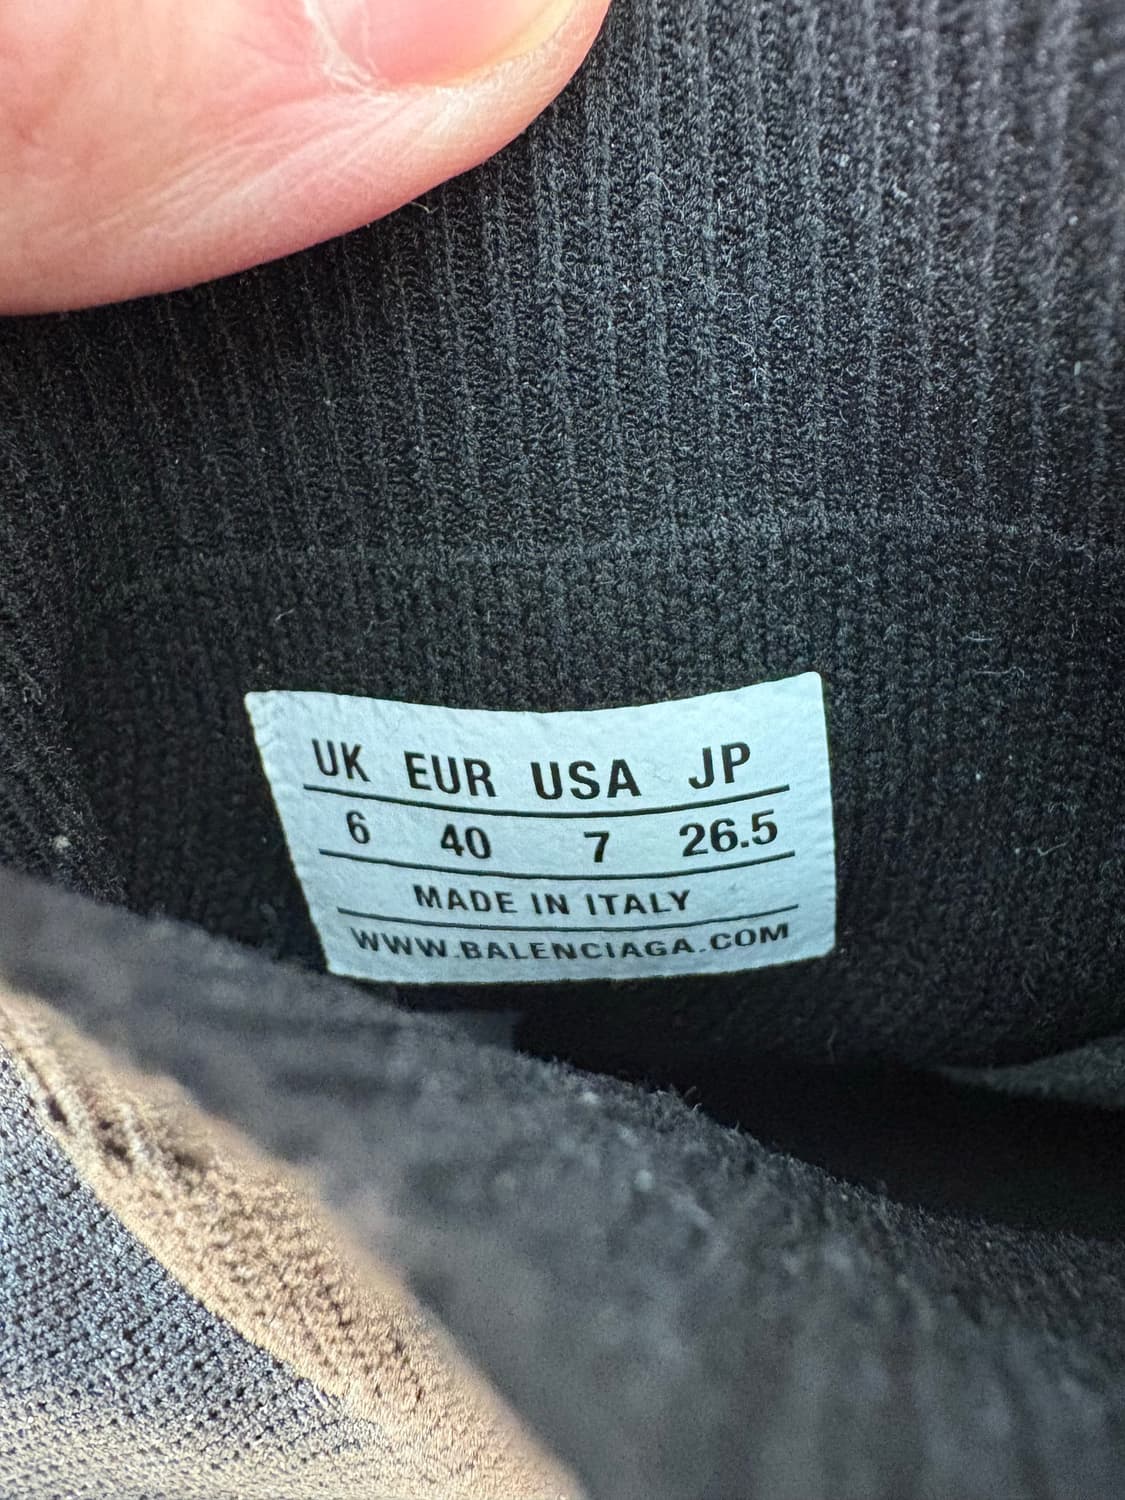 UK EUR USA JP
6 40 7 26.5
MADE IN ITALY
WWW.BALENCIAGA.COM